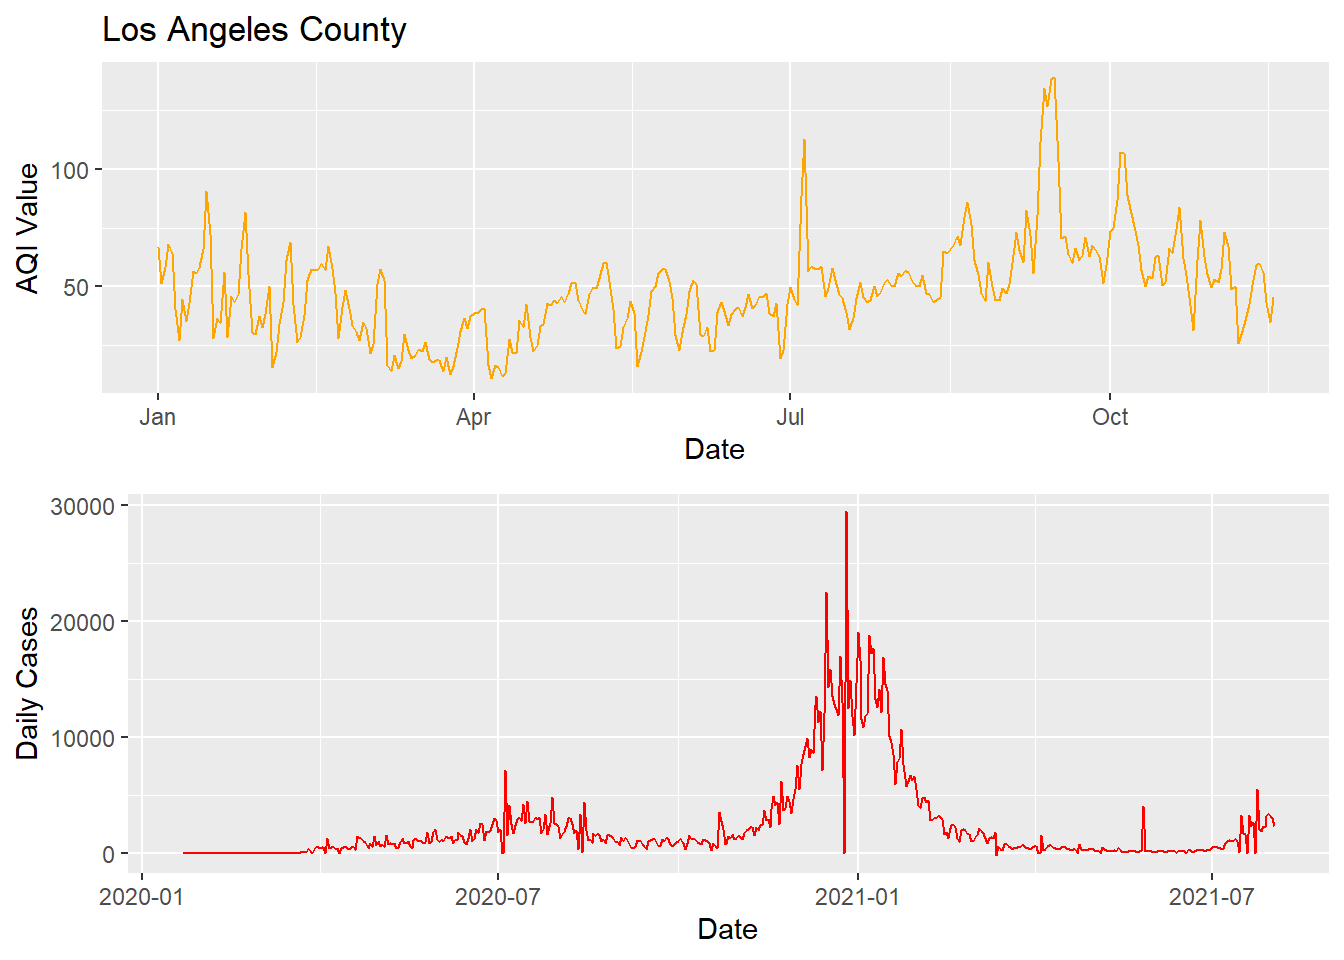 Los Angeles County
AQI Value
100
50
Jan Apr Jul Oct
Date
Daily Cases
30000
20000
10000
0
2020-01 2020-07 2021-01 2021-07
Date